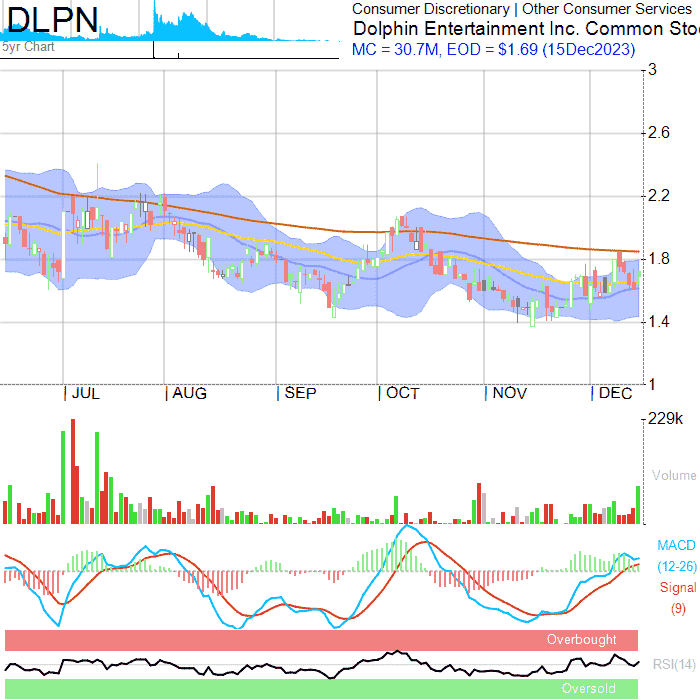 DLPN
5yr Chart
Consumer Discretionary | Other Consumer Services
Dolphin Entertainment Inc. Common Sto
MC = 30.7M, EOD = $1.69 (15Dec2023)
3
2.6
2.2
1.8
1.4
1
JUL AUG SEP OCT NOV DEC
229k
Volume
MACD
(12-26)
Signal
(9)
Overbought
RSI(14)
Oversold